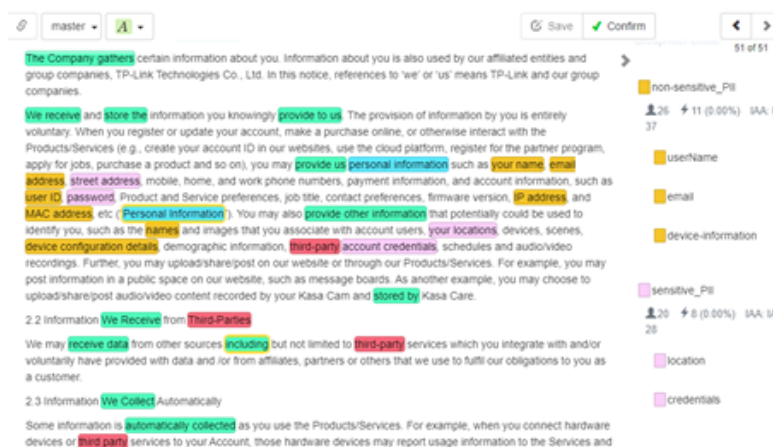 master
A
Save
Confirm
51 of 51
The Company gathers certain information about you. Information about you is also used by our affiliated entities and
group companies, TP-Link Technologies Co., Ltd. In this notice, references to 'we' or 'us' means TP-Link and our group
companies.
We receive and store the information you knowingly provide to us. The provision of information by you is entirely
voluntary. When you register or update your account, make a purchase online, or otherwise interact with the
Products/Services (e.g., create your account ID in our websites, use the cloud platform, register for the partner program,
apply for jobs, purchase a product and so on), you may provide us personal information such as your name, email
address, street address, mobile, home, and work phone numbers, payment information, and account information, such as
user ID, password, Product and Service preferences, job title, contact preferences, firmware version, IP address, and
MAC address, etc ("Personal Information"). You may also provide other information that potentially could be used to
identify you, such as the names and images that you associate with account users, your locations, devices, scenes,
device configuration details, demographic information, third-party account credentials, schedules and audio/video
recordings. Further, you may upload/share/post on our website or through our Products/Services. For example, you may
post information in a public space on our website, such as message boards. As another example, you may choose to
upload/share/post audio/video content recorded by your Kasa Cam and stored by Kasa Care.
2.2 Information We Receive from Third-Parties
We may receive data from other sources including but not limited to third-party services which you integrate with and/or
voluntarily have provided with data and /or from affiliates, partners or others that we use to fulfil our obligations to you as
a customer.
2.3 Information We Collect Automatically
Some information is automatically collected as you use the Products/Services. For example, when you connect hardware
devices or third party services to your Account, those hardware devices may report usage information to the Services and
non-sensitive_PII
26 11 (0.00%) IAA:
37
userName
email
device-information
sensitive_PII
20 8 (0.00%) IAA:
28
location
credentials